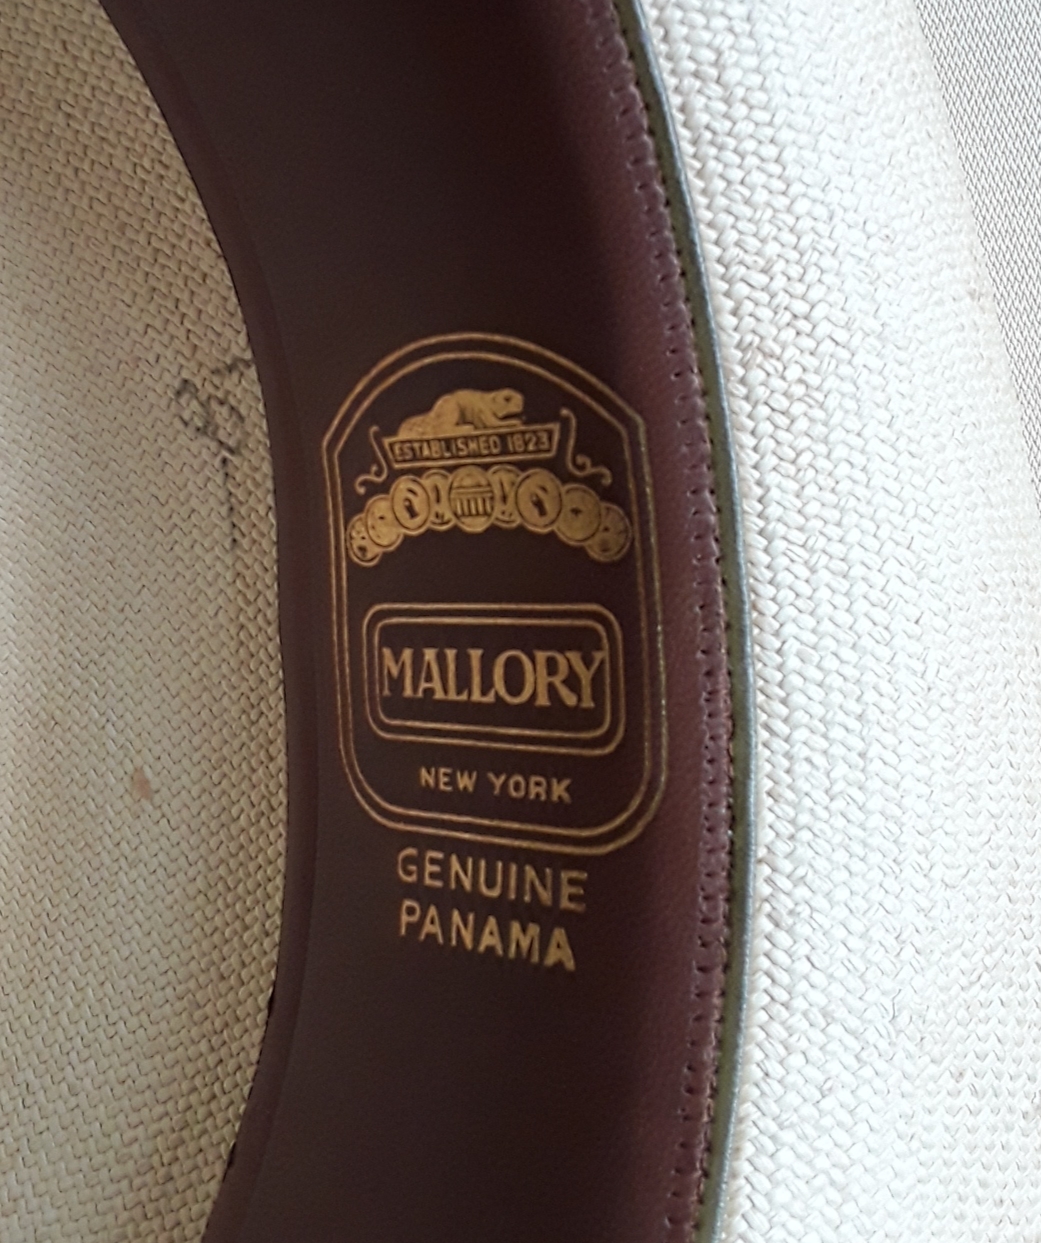 ESTABLISHED 1823
MALLORY
NEW YORK
GENUINE
PANAMA